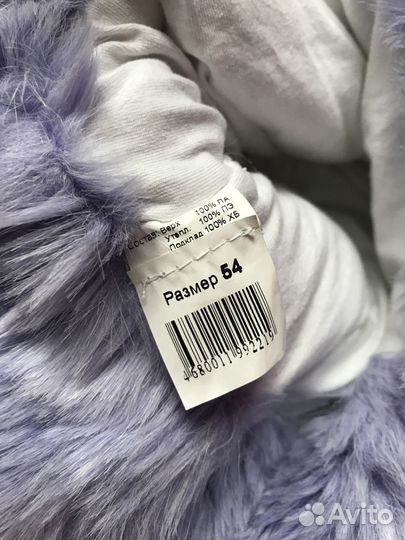 Состав: Верх 100% ПА
Утепл. 100% ПЭ
Подклад 100% ХБ
Размер 54
4680011992219
Avito